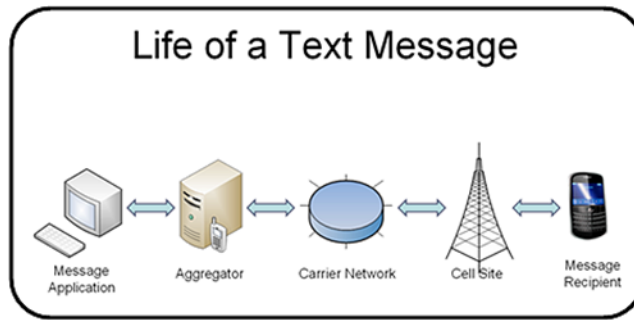 Life of a Text Message
Message
Application
Aggregator
Carrier Network
Cell Site
Message
Recipient